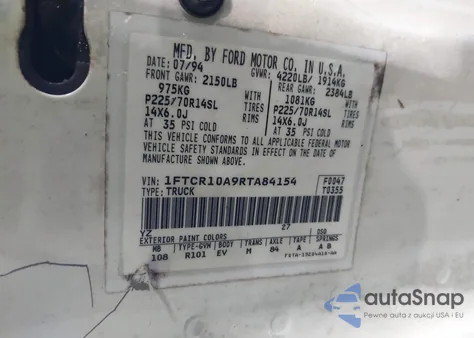 MFD. BY FORD MOTOR CO. IN U.S.A.
DATE: 07/94 GVWR: 4220LB/ 1914KG
FRONT GAWR: 2150LB REAR GAWR: 2384LB
975KG WITH 1081KG WITH
P225/70R14SL TIRES P225/70R14SL TIRES
14X6.0J RIMS 14X6.0J RIMS
AT 35 PSI COLD AT 35 PSI COLD
THIS VEHICLE CONFORMS TO ALL APPLICABLE FEDERAL MOTOR
VEHICLE SAFETY STANDARDS IN EFFECT ON THE DATE OF
MANUFACTURE SHOWN ABOVE.
VIN: 1FTCR10A9RTA84154 F0047
TYPE: TRUCK T0355
YZ 27 DSO
EXTERIOR PAINT COLORS
WB TYPE-GVW BODY TRANS AXLE TAPE SPRINGS
108 R101 EV M 84 A A B
autoSnap
Pewne auto z aukcji w USA i Europy